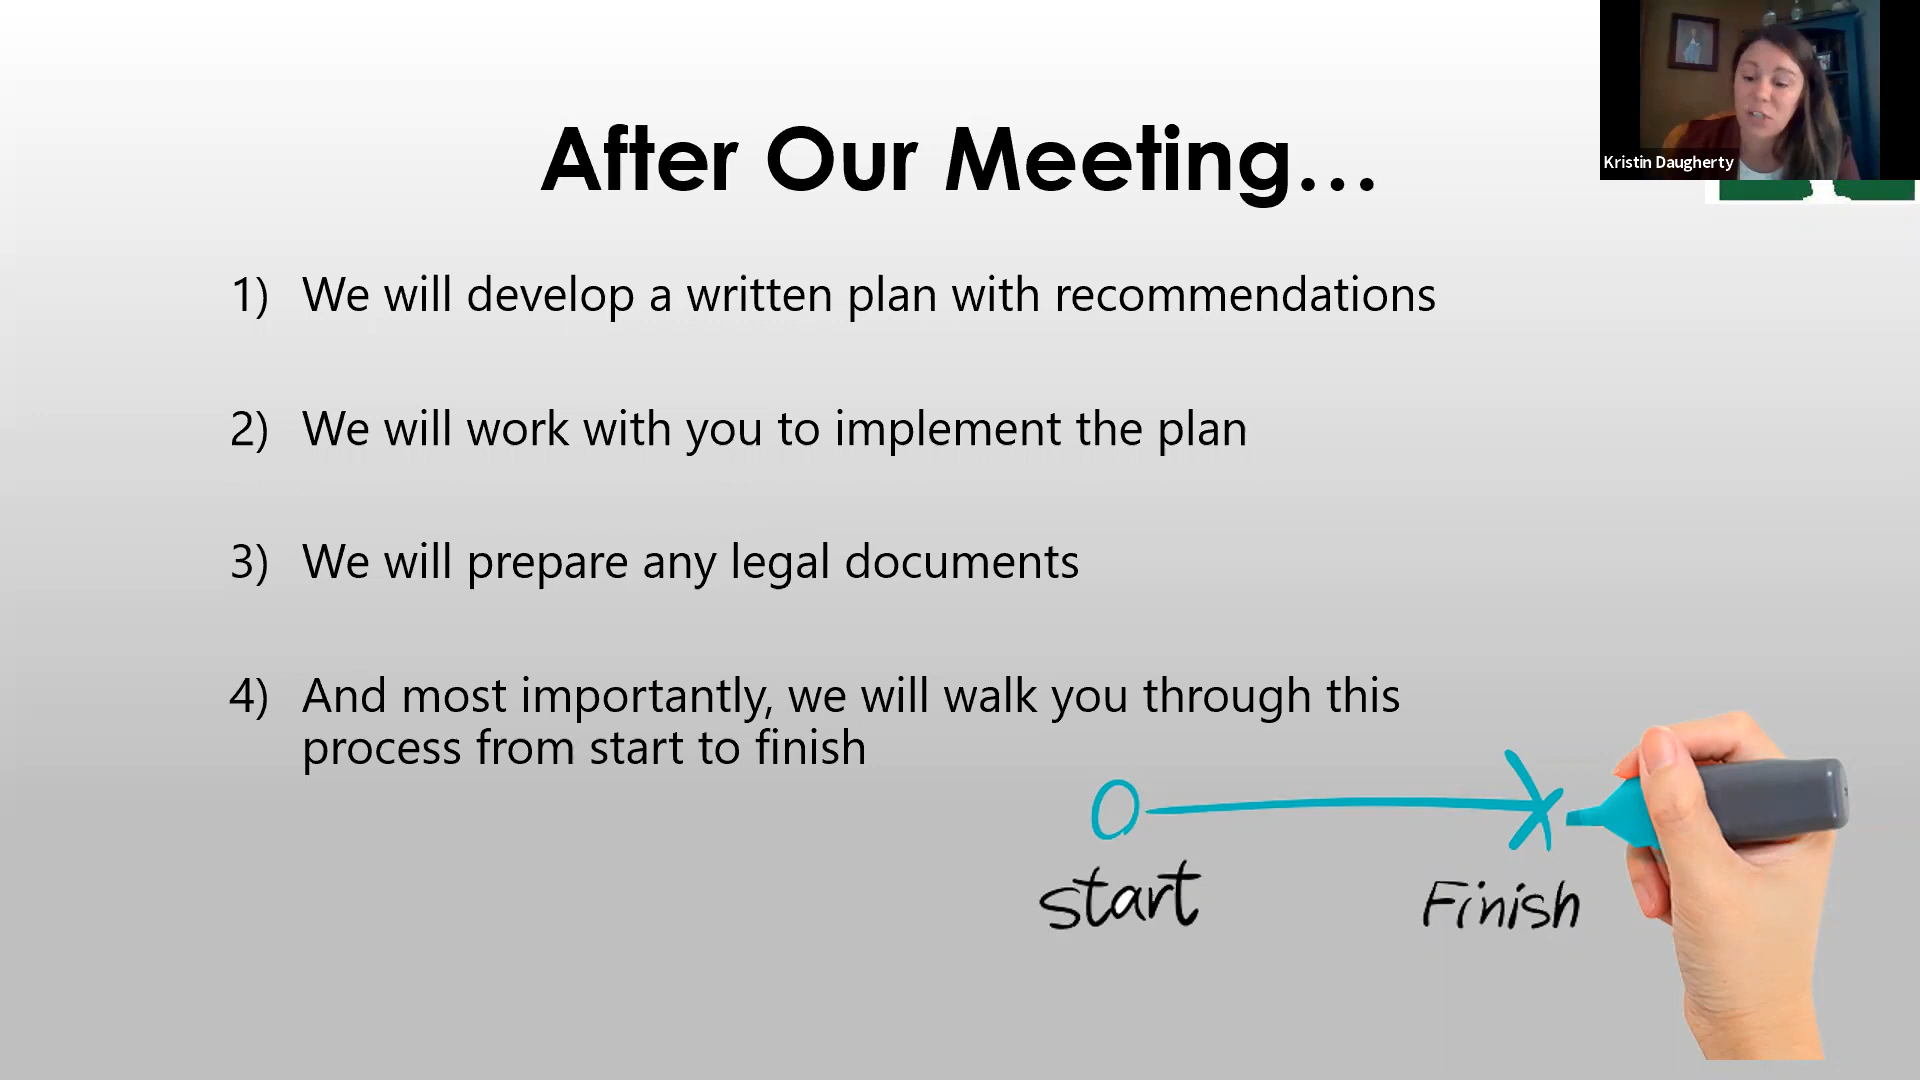 After Our Meeting...
Kristin Daugherty
1) We will develop a written plan with recommendations
2) We will work with you to implement the plan
3) We will prepare any legal documents
4) And most importantly, we will walk you through this
process from start to finish
start
Finish